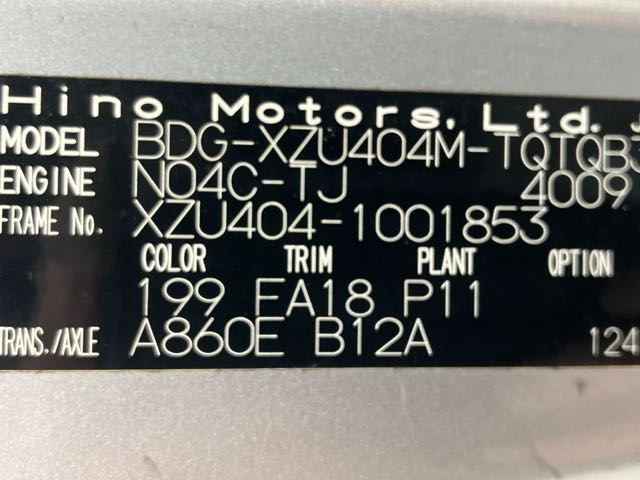 Hino Motors, Ltd.
MODEL BDG-XZU404M-TQTQB3
ENGINE N04C-TJ 4009
FRAME No. XZU404-1001853
COLOR TRIM PLANT OPTION
199 FA18 P11
TRANS./AXLE A860E B12A 124